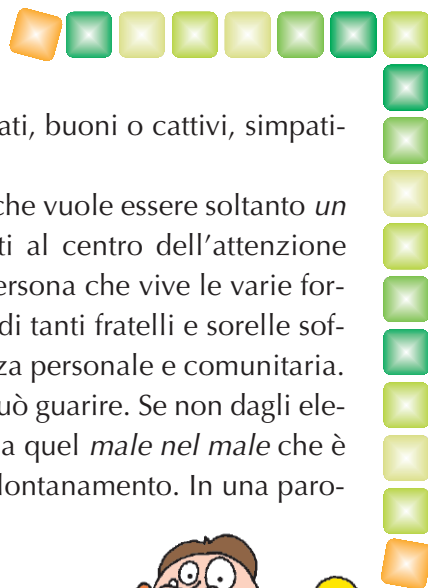 ati, buoni o cattivi, simpati-
che vuole essere soltanto un
ti al centro dell'attenzione
ersona che vive le varie for-
di tanti fratelli e sorelle sof-
za personale e comunitaria.
uò guarire. Se non dagli ele-
a quel male nel male che è
lontanamento. In una paro-